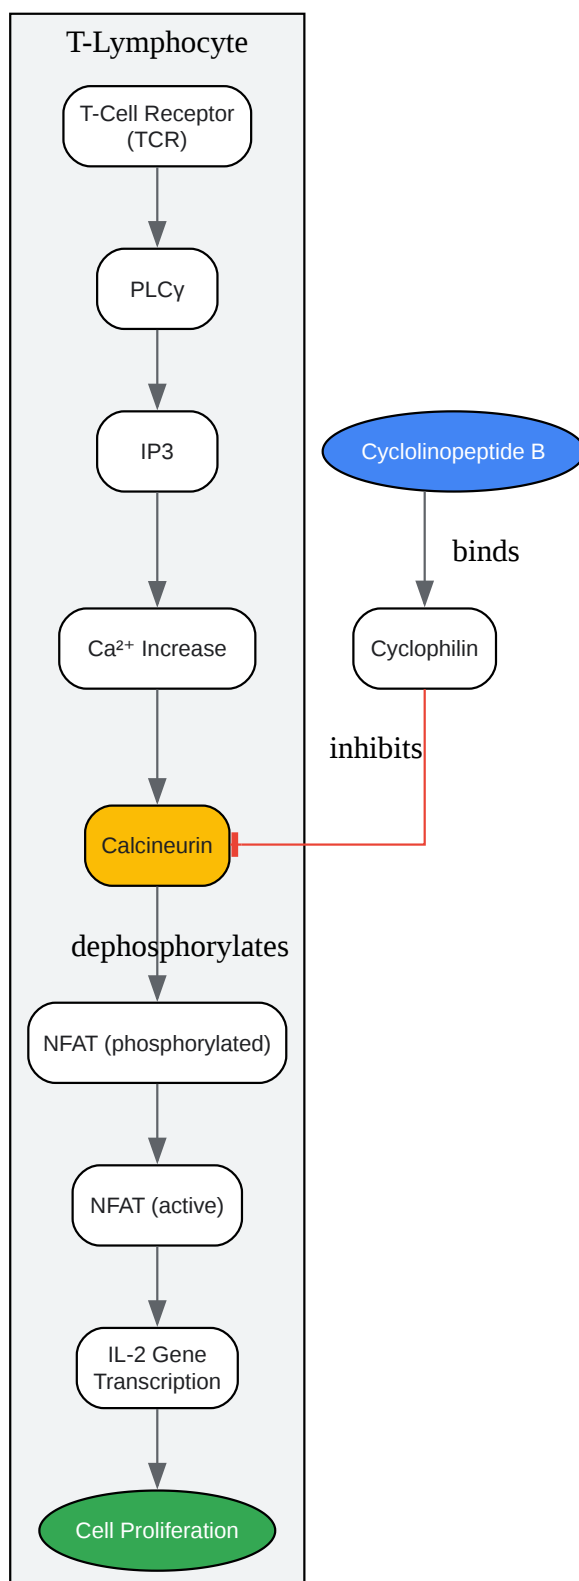 T-Lymphocyte
T-Cell Receptor
(TCR)
PLCγ
IP3
Cyclolinopeptide B
binds
Ca²⁺ Increase
Cyclophilin
inhibits
Calcineurin
dephosphorylates
NFAT (phosphorylated)
NFAT (active)
IL-2 Gene
Transcription
Cell Proliferation